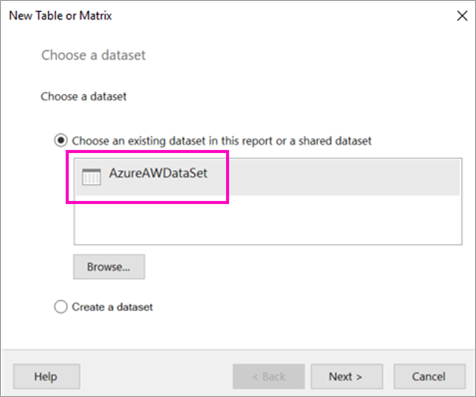 New Table or Matrix
Choose a dataset
Choose a dataset
Choose an existing dataset in this report or a shared dataset
AzureAWDataSet
Browse...
Create a dataset
Help
< Back
Next >
Cancel